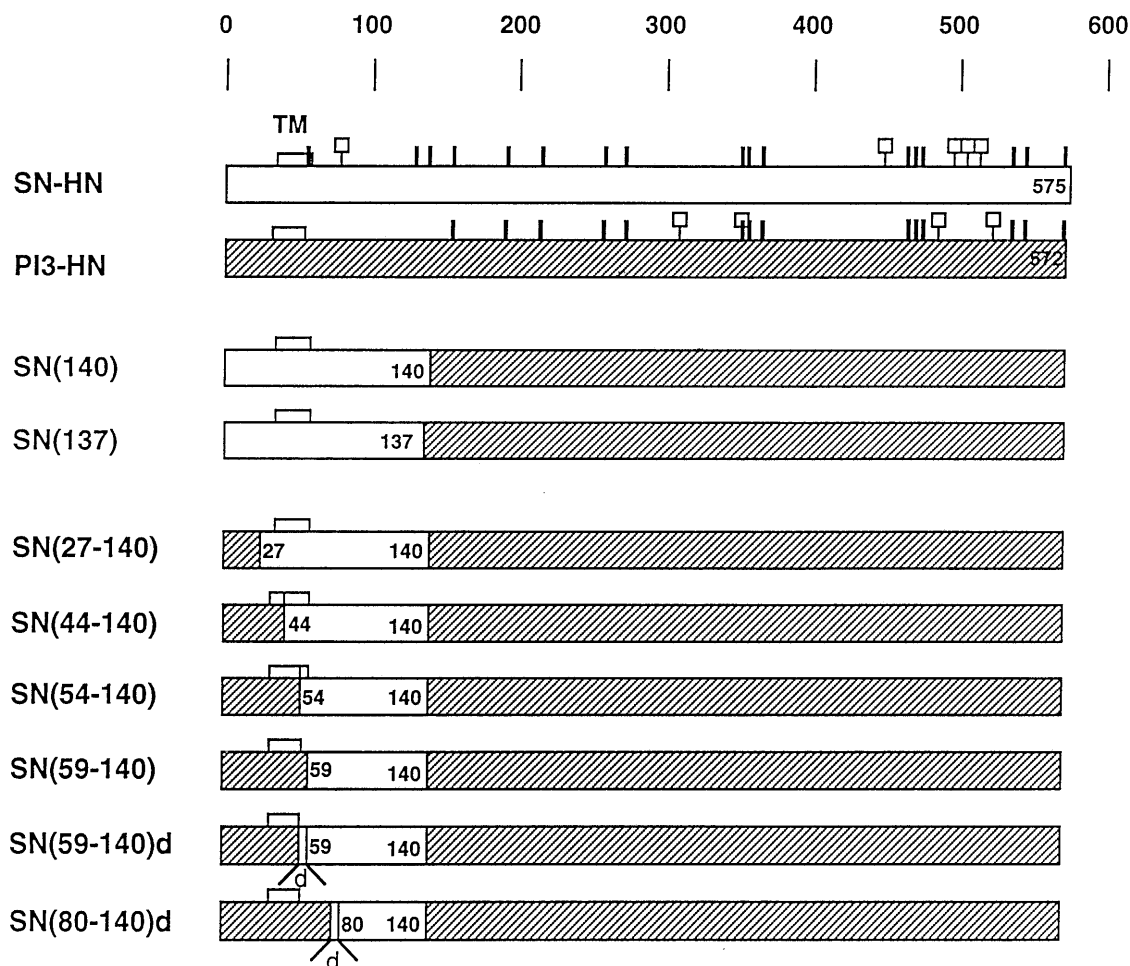 0 100 200 300 400 500 600
TM
SN-HN 575
PI3-HN 572
SN(140) 140
SN(137) 137
SN(27-140) 27 140
SN(44-140) 44 140
SN(54-140) 54 140
SN(59-140) 59 140
SN(59-140)d 59 140
d
SN(80-140)d 80 140
d